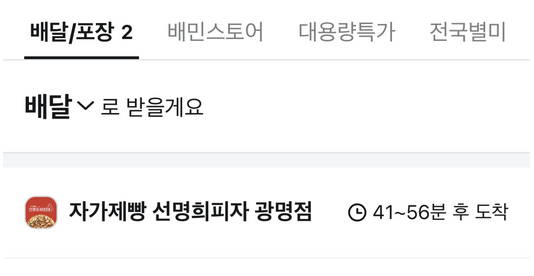 배달/포장 2 배민스토어 대용량특가 전국별미
배달 로 받을게요
자가제빵 선명희피자 광명점 41~56분 후 도착